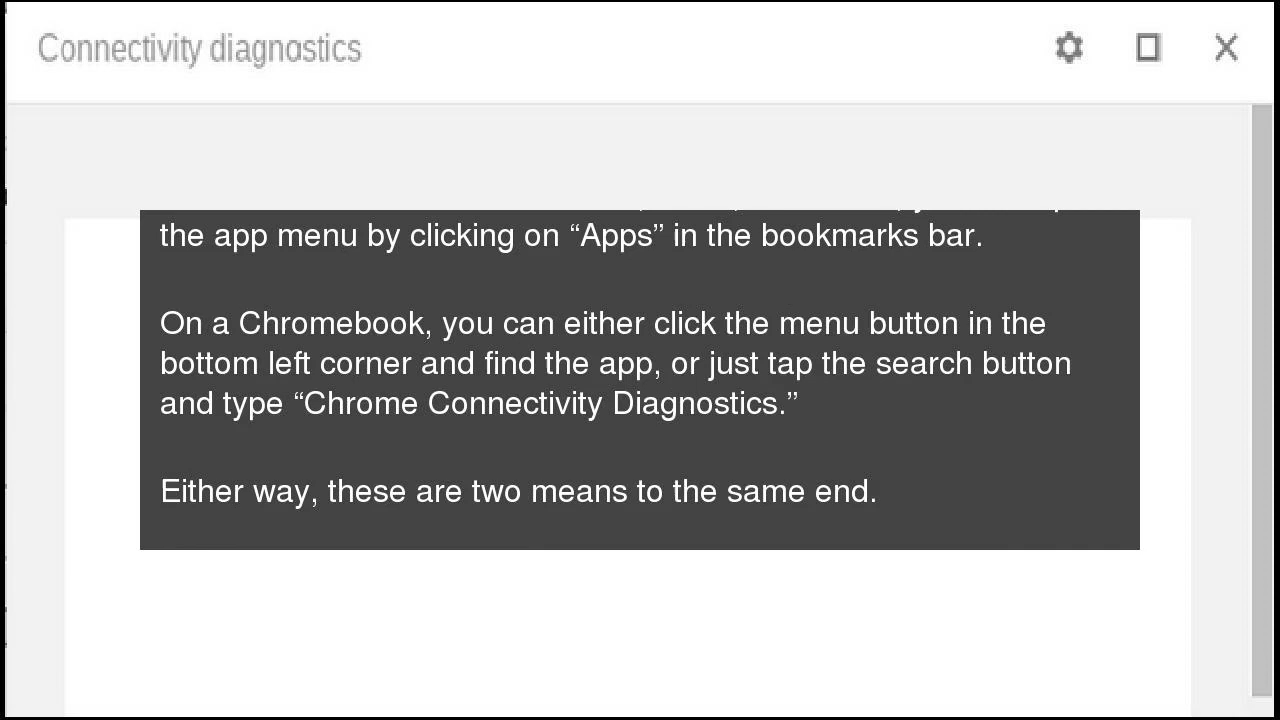 Connectivity diagnostics
the app menu by clicking on “Apps” in the bookmarks bar.
On a Chromebook, you can either click the menu button in the
bottom left corner and find the app, or just tap the search button
and type “Chrome Connectivity Diagnostics.”
Either way, these are two means to the same end.